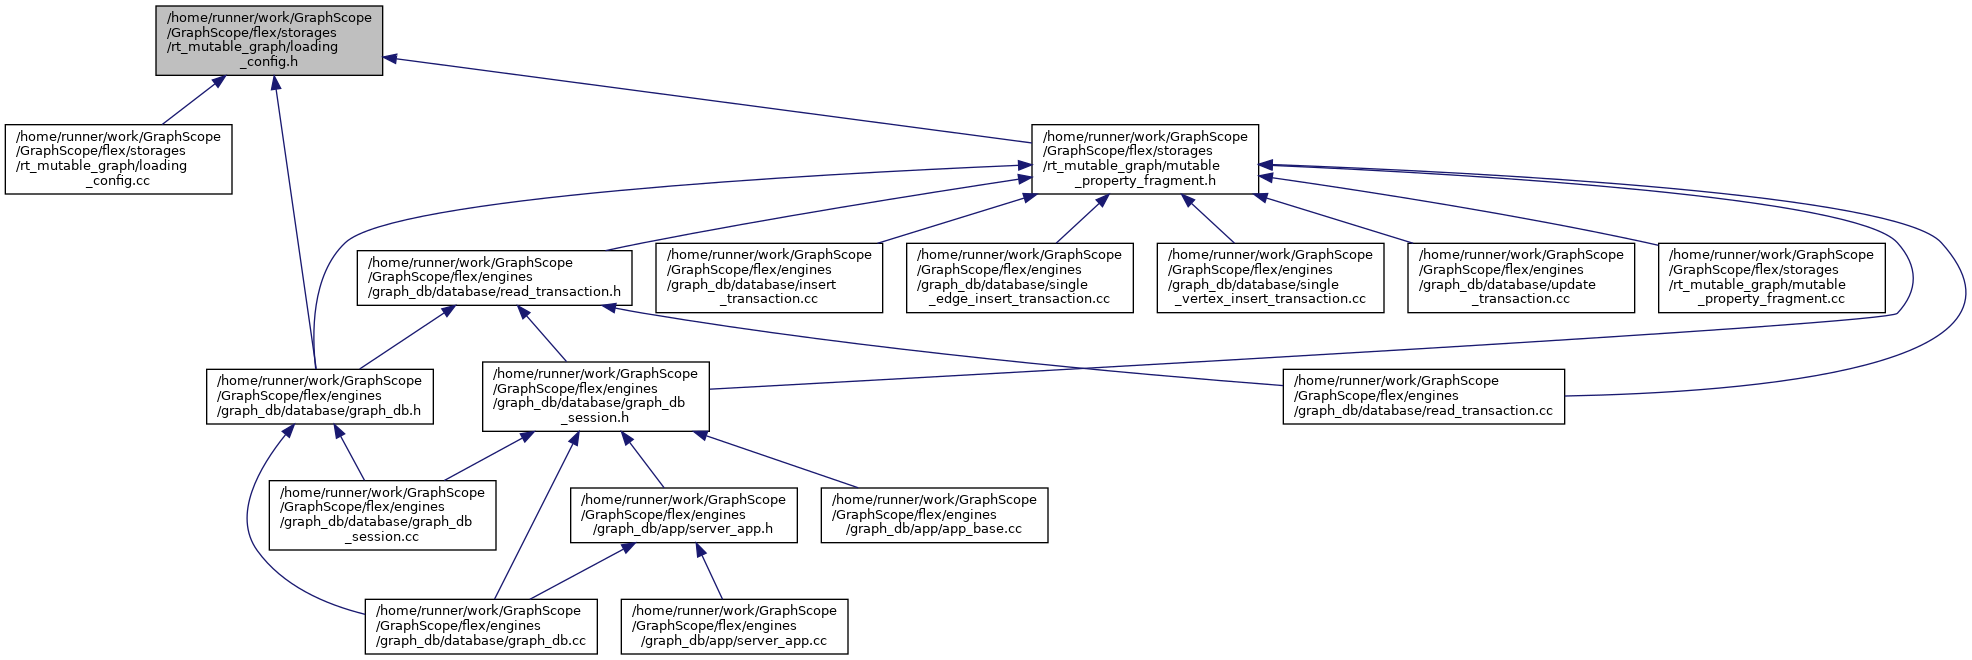 /home/runner/work/GraphScope
/GraphScope/flex/storages
/rt_mutable_graph/loading
_config.h
/home/runner/work/GraphScope
/GraphScope/flex/storages
/rt_mutable_graph/loading
_config.cc
/home/runner/work/GraphScope
/GraphScope/flex/storages
/rt_mutable_graph/mutable
_property_fragment.h
/home/runner/work/GraphScope
/GraphScope/flex/engines
/graph_db/database/read_transaction.h
/home/runner/work/GraphScope
/GraphScope/flex/engines
/graph_db/database/insert
_transaction.cc
/home/runner/work/GraphScope
/GraphScope/flex/engines
/graph_db/database/single
_edge_insert_transaction.cc
/home/runner/work/GraphScope
/GraphScope/flex/engines
/graph_db/database/single
_vertex_insert_transaction.cc
/home/runner/work/GraphScope
/GraphScope/flex/engines
/graph_db/database/update
_transaction.cc
/home/runner/work/GraphScope
/GraphScope/flex/storages
/rt_mutable_graph/mutable
_property_fragment.cc
/home/runner/work/GraphScope
/GraphScope/flex/engines
/graph_db/database/graph_db.h
/home/runner/work/GraphScope
/GraphScope/flex/engines
/graph_db/database/graph_db
_session.h
/home/runner/work/GraphScope
/GraphScope/flex/engines
/graph_db/database/read_transaction.cc
/home/runner/work/GraphScope
/GraphScope/flex/engines
/graph_db/database/graph_db
_session.cc
/home/runner/work/GraphScope
/GraphScope/flex/engines
/graph_db/app/server_app.h
/home/runner/work/GraphScope
/GraphScope/flex/engines
/graph_db/app/app_base.cc
/home/runner/work/GraphScope
/GraphScope/flex/engines
/graph_db/database/graph_db.cc
/home/runner/work/GraphScope
/GraphScope/flex/engines
/graph_db/app/server_app.cc